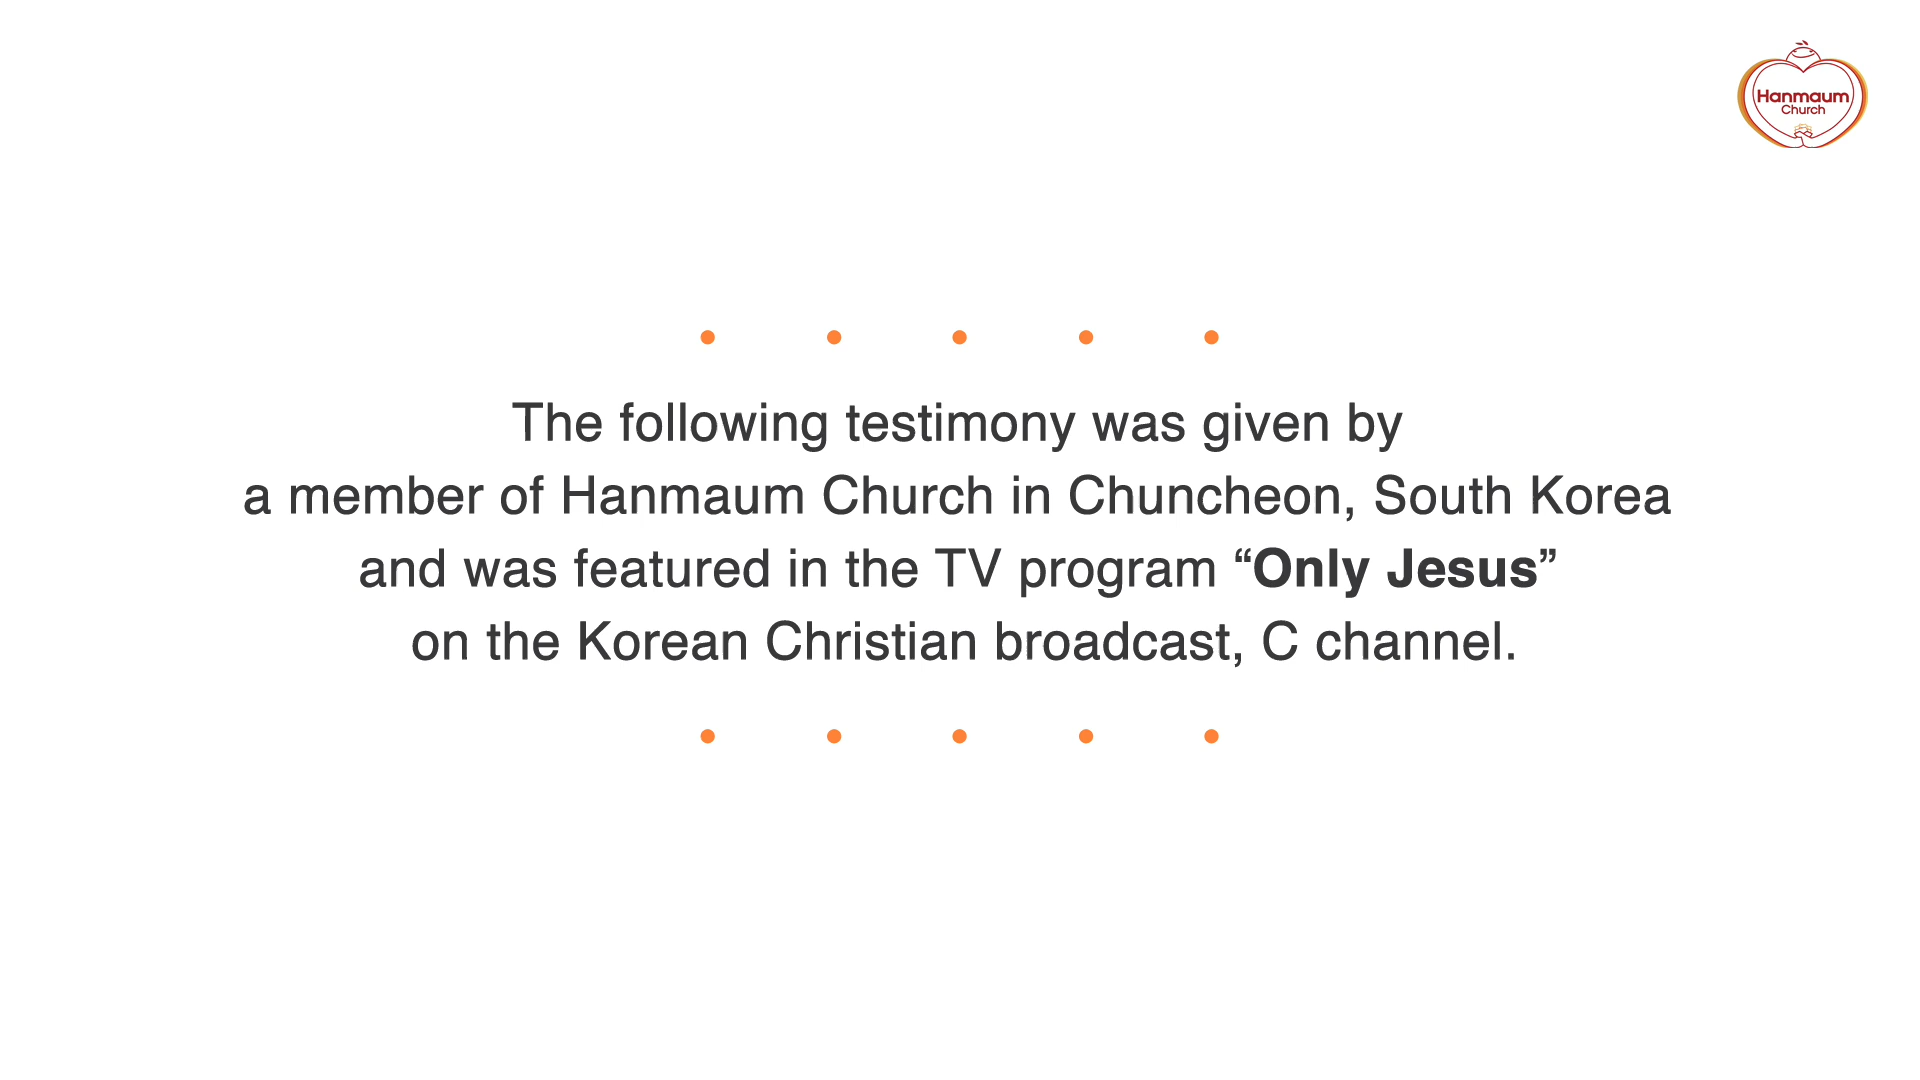 Hanmaum
Church
The following testimony was given by
a member of Hanmaum Church in Chuncheon, South Korea
and was featured in the TV program “Only Jesus”
on the Korean Christian broadcast, C channel.